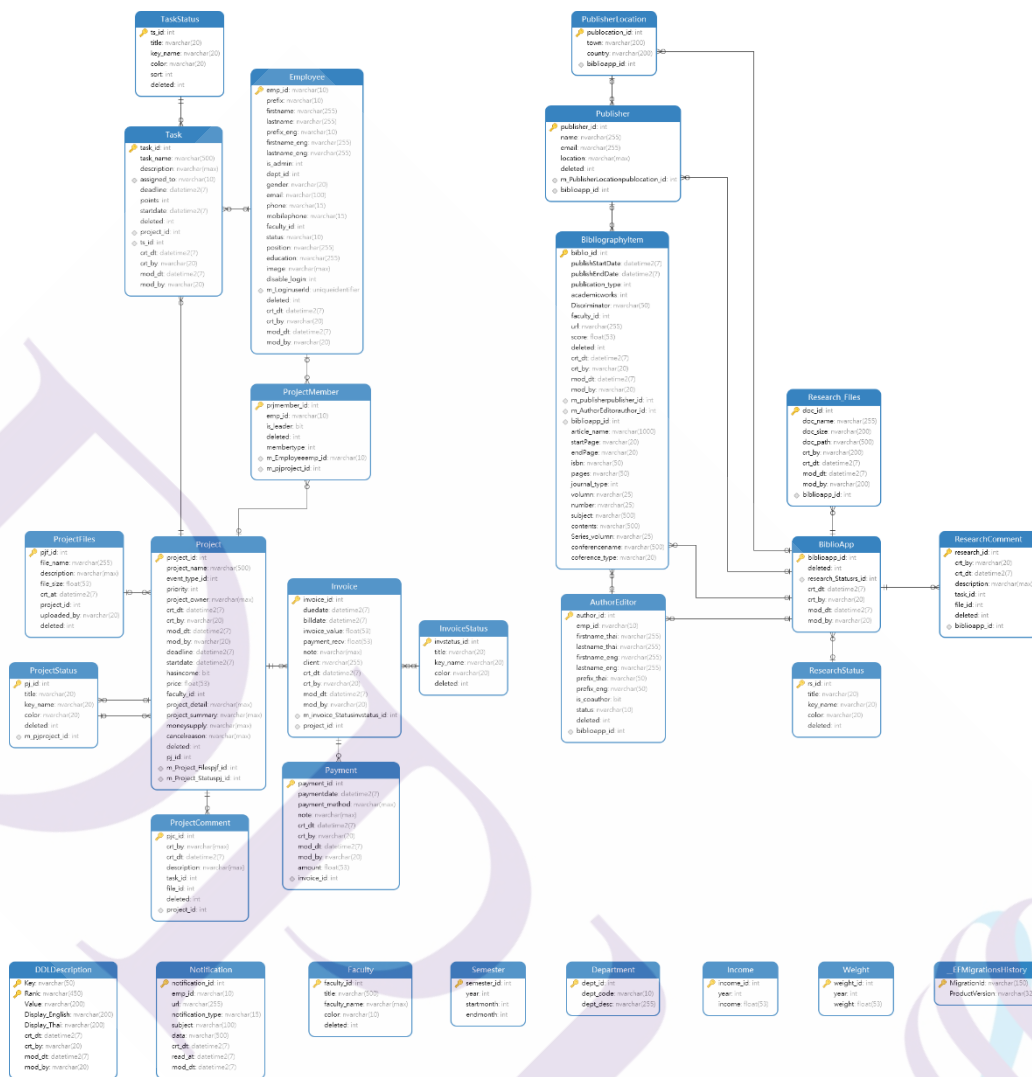 TaskStatus
ts_id: int
title: nvarchar(20)
key_name: nvarchar(20)
color: nvarchar(20)
sort: int
deleted: int
Task
task_id: int
task_name: nvarchar(500)
description: nvarchar(max)
assigned_to: nvarchar(10)
deadline: datetime2(7)
points: int
startdate: datetime2(7)
deleted: int
project_id: int
ts_id: int
crt_dt: datetime2(7)
crt_by: nvarchar(20)
mod_dt: datetime2(7)
mod_by: nvarchar(20)
Employee
emp_id: nvarchar(10)
prefix: nvarchar(10)
firstname: nvarchar(255)
lastname: nvarchar(255)
prefix_eng: nvarchar(10)
firstname_eng: nvarchar(255)
lastname_eng: nvarchar(255)
is_admin: int
dept_id: int
gender: nvarchar(20)
email: nvarchar(100)
phone: nvarchar(15)
mobilephone: nvarchar(15)
faculty_id: int
status: nvarchar(10)
position: nvarchar(255)
education: nvarchar(255)
image: nvarchar(max)
disable_login: int
m_LoginuserId: uniqueidentifier
deleted: int
crt_dt: datetime2(7)
crt_by: nvarchar(20)
mod_dt: datetime2(7)
mod_by: nvarchar(20)
ProjectMember
prjmember_id: int
emp_id: nvarchar(10)
is_leader: bit
deleted: int
membertype: int
m_Employeeemp_id: nvarchar(10)
m_pjproject_id: int
ProjectFiles
pjf_id: int
file_name: nvarchar(255)
description: nvarchar(max)
file_size: float(53)
crt_at: datetime2(7)
project_id: int
uploaded_by: nvarchar(20)
deleted: int
ProjectStatus
pj_id: int
title: nvarchar(20)
key_name: nvarchar(20)
color: nvarchar(20)
deleted: int
m_pjproject_id: int
Project
project_id: int
project_name: nvarchar(500)
event_type_id: int
priority: int
project_owner: nvarchar(max)
crt_dt: datetime2(7)
crt_by: nvarchar(20)
mod_dt: datetime2(7)
mod_by: nvarchar(20)
deadline: datetime2(7)
startdate: datetime2(7)
hasincome: bit
price: float(53)
faculty_id: int
project_detail: nvarchar(max)
project_summary: nvarchar(max)
moneysupply: nvarchar(max)
cancelreason: nvarchar(max)
deleted: int
pj_id: int
m_Project_Filespjf_id: int
m_Project_Statuspj_id: int
Invoice
invoice_id: int
duedate: datetime2(7)
billdate: datetime2(7)
invoice_value: float(53)
payment_recv: float(53)
note: nvarchar(max)
client: nvarchar(255)
crt_dt: datetime2(7)
crt_by: nvarchar(20)
mod_dt: datetime2(7)
mod_by: nvarchar(20)
m_invoice_Statusinvstatus_id: int
project_id: int
InvoiceStatus
invstatus_id: int
title: nvarchar(20)
key_name: nvarchar(20)
color: nvarchar(20)
deleted: int
Payment
payment_id: int
paymentdate: datetime2(7)
payment_method: nvarchar(max)
note: nvarchar(max)
crt_dt: datetime2(7)
crt_by: nvarchar(20)
mod_dt: datetime2(7)
mod_by: nvarchar(20)
amount: float(53)
invoice_id: int
ProjectComment
pjc_id: int
crt_by: nvarchar(max)
crt_dt: datetime2(7)
description: nvarchar(max)
task_id: int
file_id: int
deleted: int
project_id: int
PublisherLocation
publocation_id: int
town: nvarchar(200)
country: nvarchar(200)
biblioapp_id: int
Publisher
publisher_id: int
name: nvarchar(255)
email: nvarchar(255)
location: nvarchar(max)
deleted: int
m_PublisherLocationpublocation_id: int
biblioapp_id: int
BibliographyItem
biblio_id: int
publishStartDate: datetime2(7)
publishEndDate: datetime2(7)
publication_type: int
academicworks: int
Discriminator: nvarchar(38)
faculty_id: int
url: nvarchar(255)
score: float(53)
deleted: int
crt_dt: datetime2(7)
crt_by: nvarchar(20)
mod_dt: datetime2(7)
mod_by: nvarchar(20)
m_publisherpublisher_id: int
m_AuthorEditorauthor_id: int
biblioapp_id: int
article_name: nvarchar(1000)
startPage: nvarchar(20)
endPage: nvarchar(20)
isbn: nvarchar(50)
pages: nvarchar(50)
journal_type: int
volumn: nvarchar(25)
number: nvarchar(25)
subject: nvarchar(500)
contents: nvarchar(500)
Series_volumn: nvarchar(25)
conferencename: nvarchar(500)
coference_type: nvarchar(20)
AuthorEditor
author_id: int
emp_id: nvarchar(10)
firstname_thai: nvarchar(255)
lastname_thai: nvarchar(255)
firstname_eng: nvarchar(255)
lastname_eng: nvarchar(255)
prefix_thai: nvarchar(50)
prefix_eng: nvarchar(50)
is_coauthor: bit
status: nvarchar(10)
deleted: int
biblioapp_id: int
Research_Files
doc_id: int
doc_name: nvarchar(255)
doc_size: nvarchar(200)
doc_path: nvarchar(500)
crt_by: nvarchar(200)
crt_dt: datetime2(7)
mod_dt: datetime2(7)
mod_by: nvarchar(200)
biblioapp_id: int
BiblioApp
biblioapp_id: int
deleted: int
research_Statusrs_id: int
crt_dt: datetime2(7)
crt_by: nvarchar(20)
mod_dt: datetime2(7)
mod_by: nvarchar(20)
ResearchComment
research_id: int
crt_by: nvarchar(20)
crt_dt: datetime2(7)
description: nvarchar(max)
task_id: int
file_id: int
deleted: int
biblioapp_id: int
ResearchStatus
rs_id: int
title: nvarchar(20)
key_name: nvarchar(20)
color: nvarchar(20)
deleted: int
DDLDescription
Key: nvarchar(50)
Rank: nvarchar(450)
Value: nvarchar(200)
Display_English: nvarchar(200)
Display_Thai: nvarchar(200)
crt_dt: datetime2(7)
crt_by: nvarchar(20)
mod_dt: datetime2(7)
mod_by: nvarchar(20)
Notification
notification_id: int
emp_id: nvarchar(10)
url: nvarchar(255)
notification_type: nvarchar(15)
subject: nvarchar(100)
data: nvarchar(500)
crt_dt: datetime2(7)
read_at: datetime2(7)
mod_dt: datetime2(7)
Faculty
faculty_id: int
title: nvarchar(500)
faculty_name: nvarchar(max)
color: nvarchar(10)
deleted: int
Semester
semester_id: int
year: int
startmonth: int
endmonth: int
Department
dept_id: int
dept_code: nvarchar(10)
dept_desc: nvarchar(255)
Income
income_id: int
year: int
income: float(53)
Weight
weight_id: int
year: int
weight: float(53)
__EFMigrationsHistory
MigrationId: nvarchar(150)
ProductVersion: